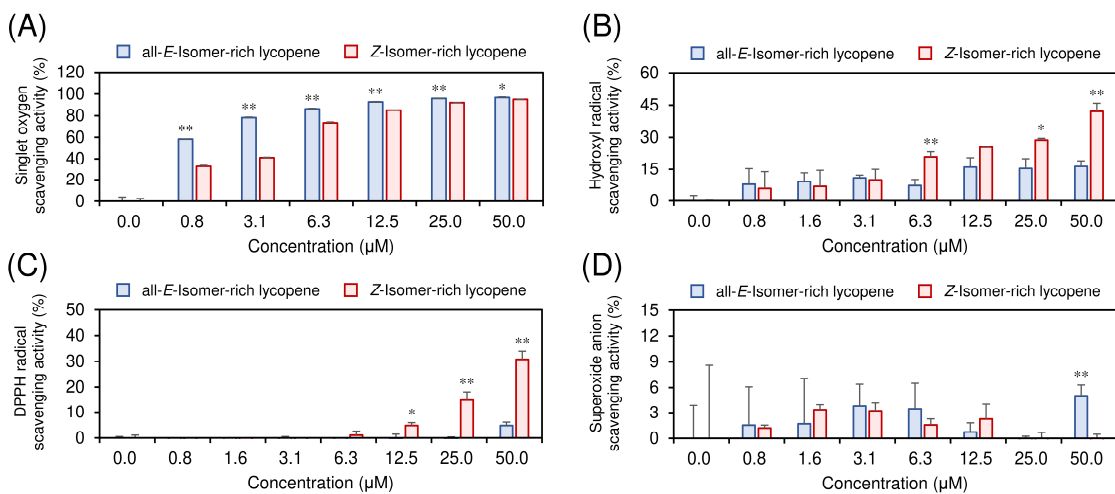 (A)
all-E-Isomer-rich lycopene Z-Isomer-rich lycopene
Singlet oxygen
scavenging activity (%)
120
100
80
60
40
20
0
** ** ** ** ** *
0.0 0.8 3.1 6.3 12.5 25.0 50.0
Concentration (µM)
(B)
all-E-Isomer-rich lycopene Z-Isomer-rich lycopene
Hydroxyl radical
scavenging activity (%)
60
45
30
15
0
** * **
0.0 0.8 1.6 3.1 6.3 12.5 25.0 50.0
Concentration (µM)
(C)
all-E-Isomer-rich lycopene Z-Isomer-rich lycopene
DPPH radical
scavenging activity (%)
50
40
30
20
10
0
* ** **
0.0 0.8 1.6 3.1 6.3 12.5 25.0 50.0
Concentration (µM)
(D)
all-E-Isomer-rich lycopene Z-Isomer-rich lycopene
Superoxide anion
scavenging activity (%)
15
12
9
6
3
0
**
0.0 0.8 1.6 3.1 6.3 12.5 25.0 50.0
Concentration (µM)